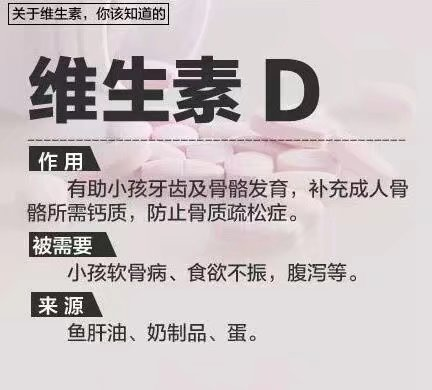 关于维生素，你该知道的
维生素 D
作用
有助小孩牙齿及骨骼发育，补充成人骨
骼所需钙质，防止骨质疏松症。
被需要
小孩软骨病、食欲不振，腹泻等。
来源
鱼肝油、奶制品、蛋。